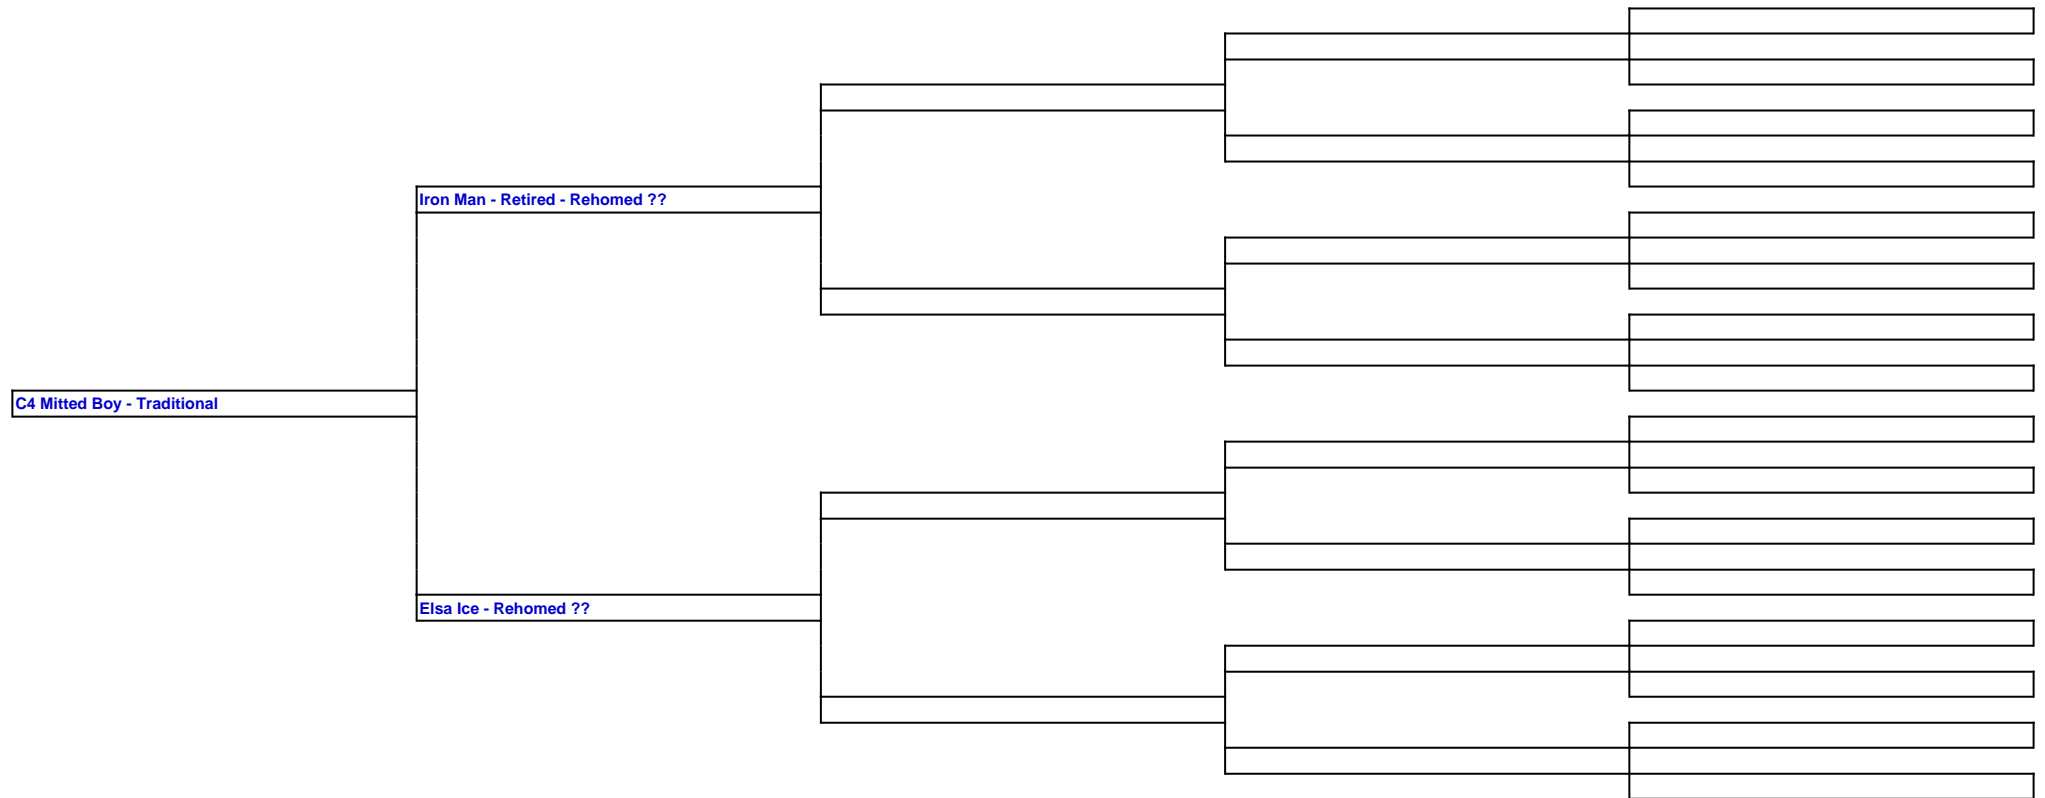 Iron Man - Retired - Rehomed ??
C4 Mitted Boy - Traditional
Elsa Ice - Rehomed ??